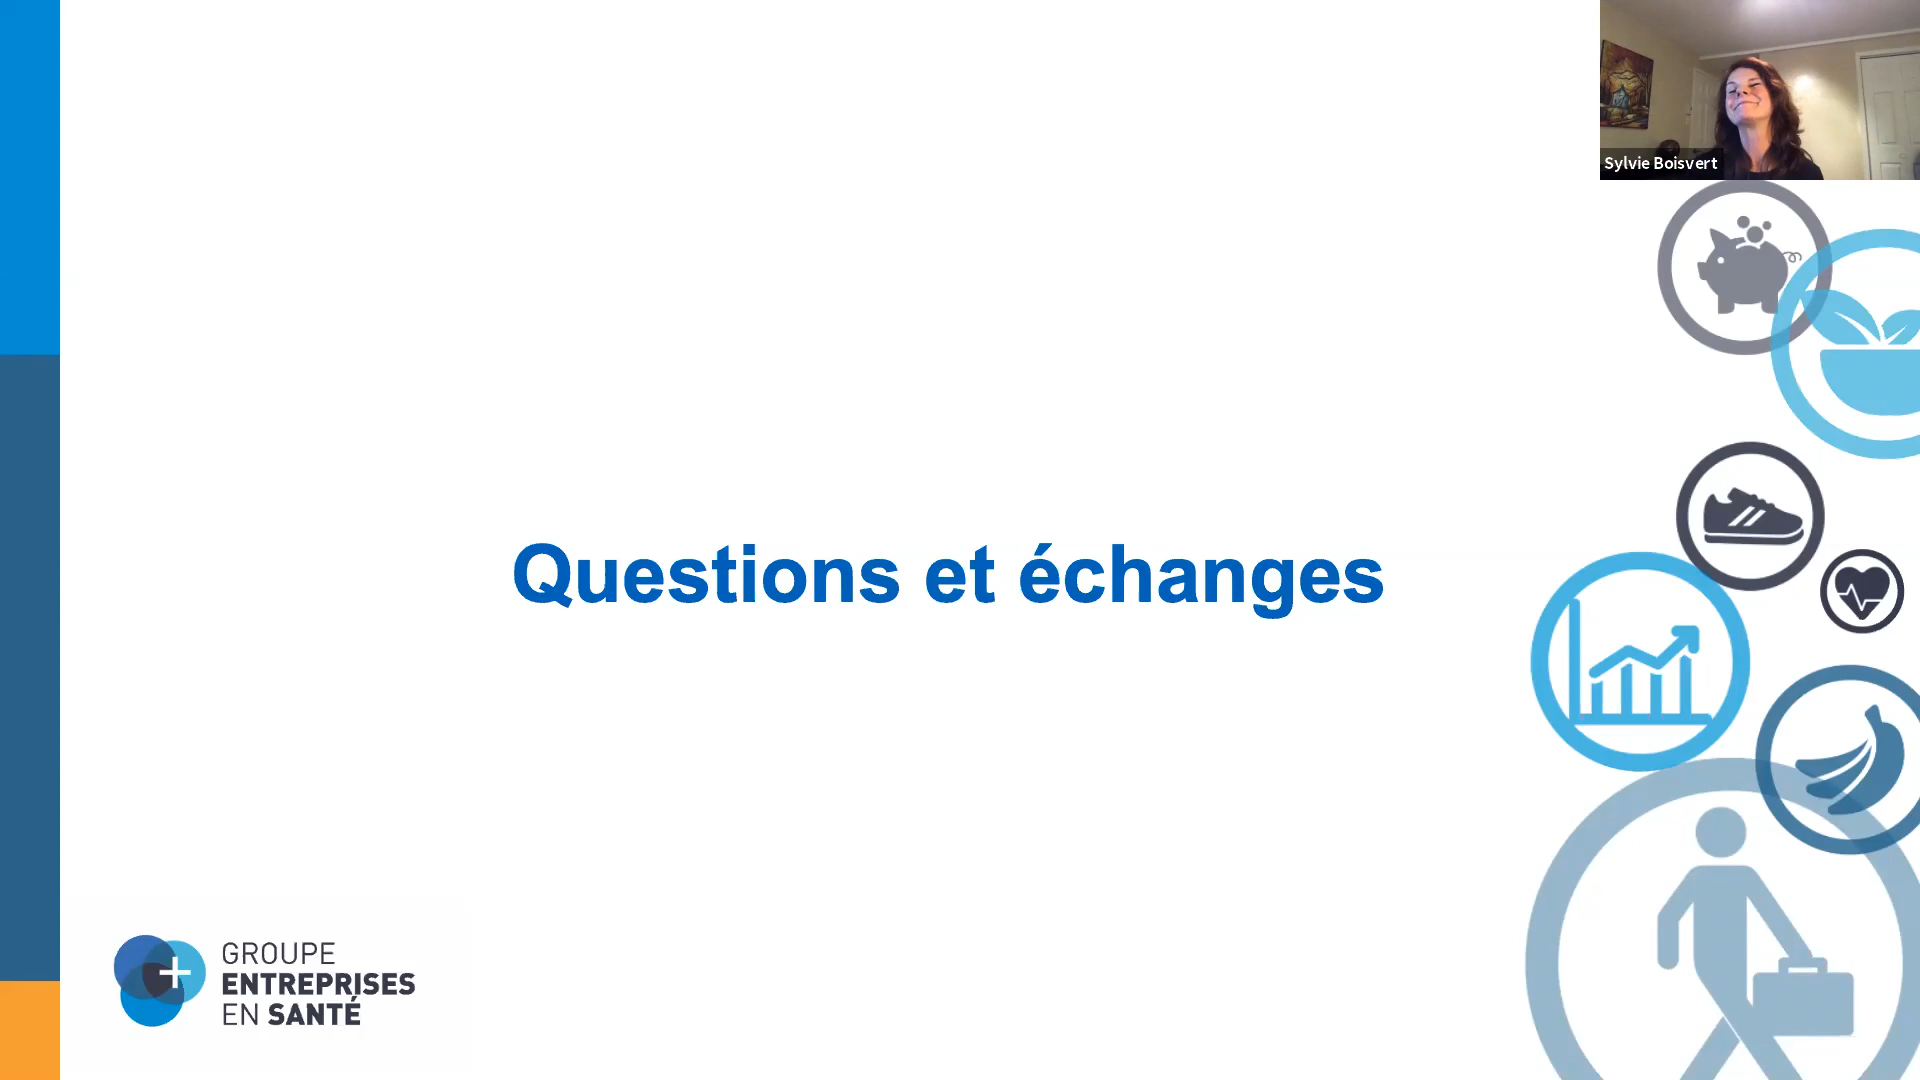 Sylvie Boisvert
Questions et échanges
GROUPE
ENTREPRISES
EN SANTÉ